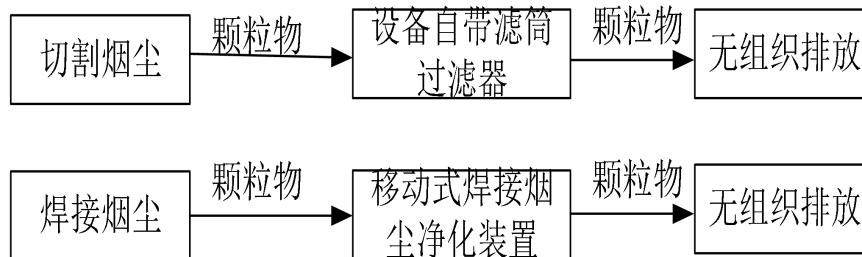 切割烟尘
颗粒物
设备自带滤筒
过滤器
颗粒物
无组织排放
焊接烟尘
颗粒物
移动式焊接烟
尘净化装置
颗粒物
无组织排放